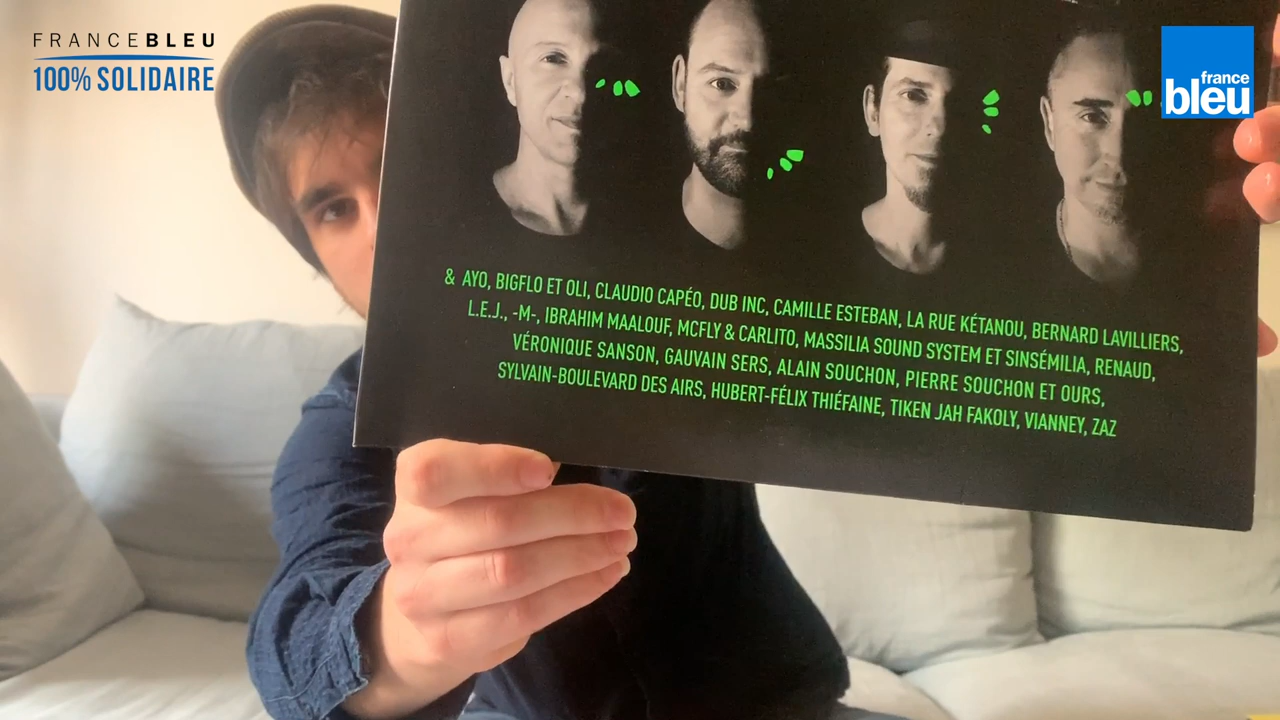 FRANCEBLEU
100% SOLIDAIRE
france
bleu
& AYO, BIGFLO ET OLI, CLAUDIO CAPÉO, DUB INC, CAMILLE ESTEBAN, LA RUE KÉTANOU, BERNARD LAVILLIERS,
L.E.J., -M-, IBRAHIM MAALOUF, MCFLY & CARLITO, MASSILIA SOUND SYSTEM ET SINSÉMILIA, RENAUD,
VÉRONIQUE SANSON, GAUVAIN SERS, ALAIN SOUCHON, PIERRE SOUCHON ET OURS,
SYLVAIN-BOULEVARD DES AIRS, HUBERT-FÉLIX THIÉFAINE, TIKEN JAH FAKOLY, VIANNEY, ZAZ